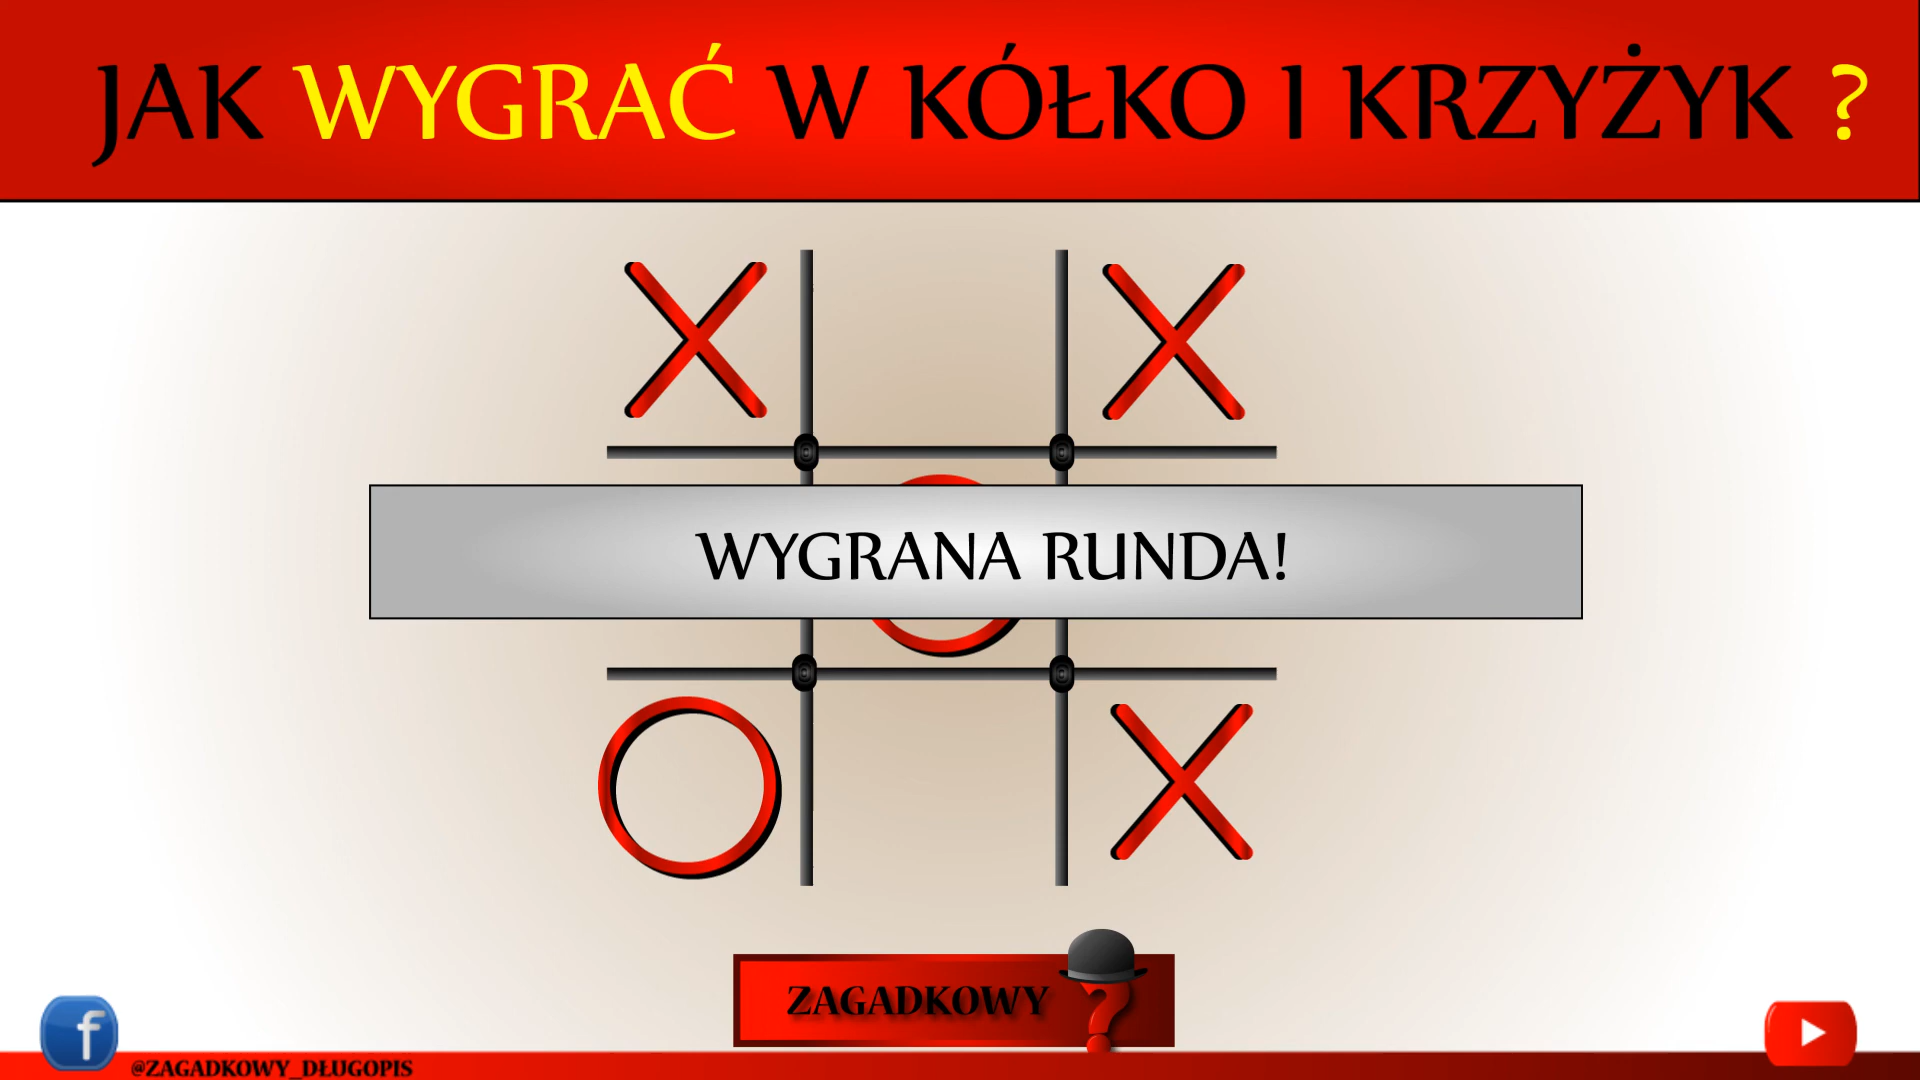 JAK WYGRAĆ W KÓŁKO I KRZYŻYK ?
WYGRANA RUNDA!
ZAGADKOWY
@ZAGADKOWY_DŁUGOPIS